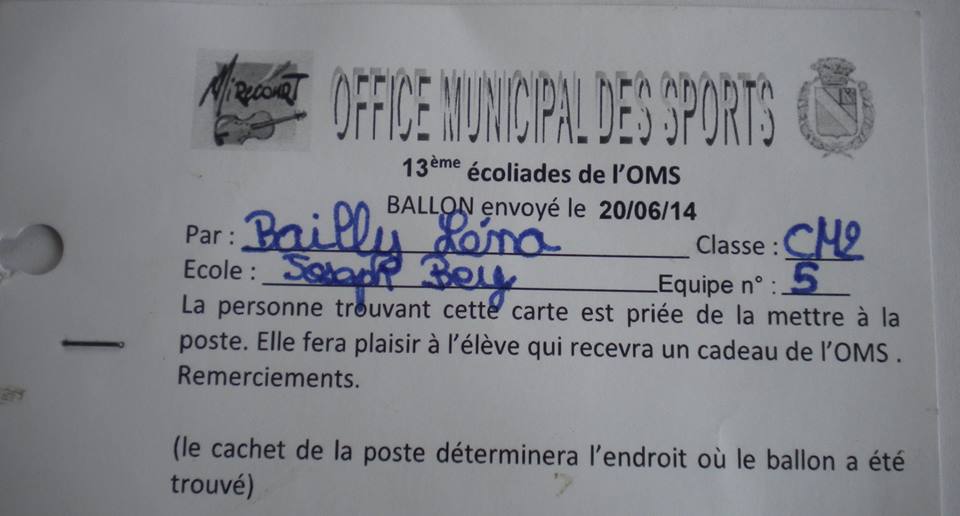 MIRECOURT
OFFICE MUNICIPAL DES SPORTS
13ème écoliades de l'OMS
BALLON envoyé le 20/06/14
Par : Bailly Léna Classe : CM2
Ecole : Joseph Bey Equipe n° : 5
La personne trouvant cette carte est priée de la mettre à la
poste. Elle fera plaisir à l'élève qui recevra un cadeau de l'OMS .
Remerciements.
(le cachet de la poste déterminera l'endroit où le ballon a été
trouvé)